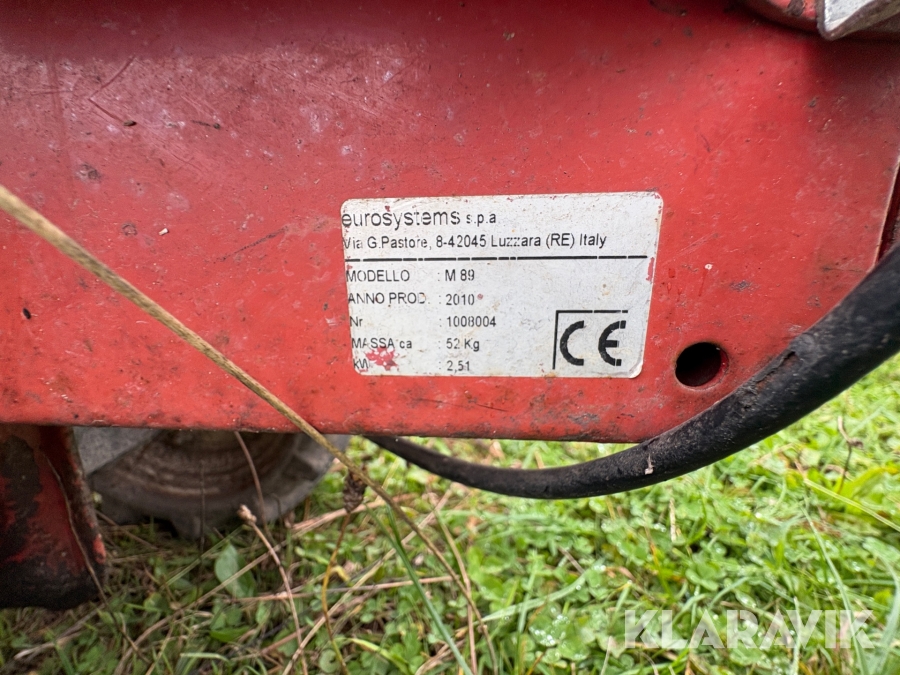 eurosystems s.p.a.
Via G.Pastore, 8-42045 Luzzara (RE) Italy
MODELLO : M 89
ANNO PROD. : 2010
Nr : 1008004
MASSA ca : 52 Kg
kW : 2,51
CE
KLARAVIK